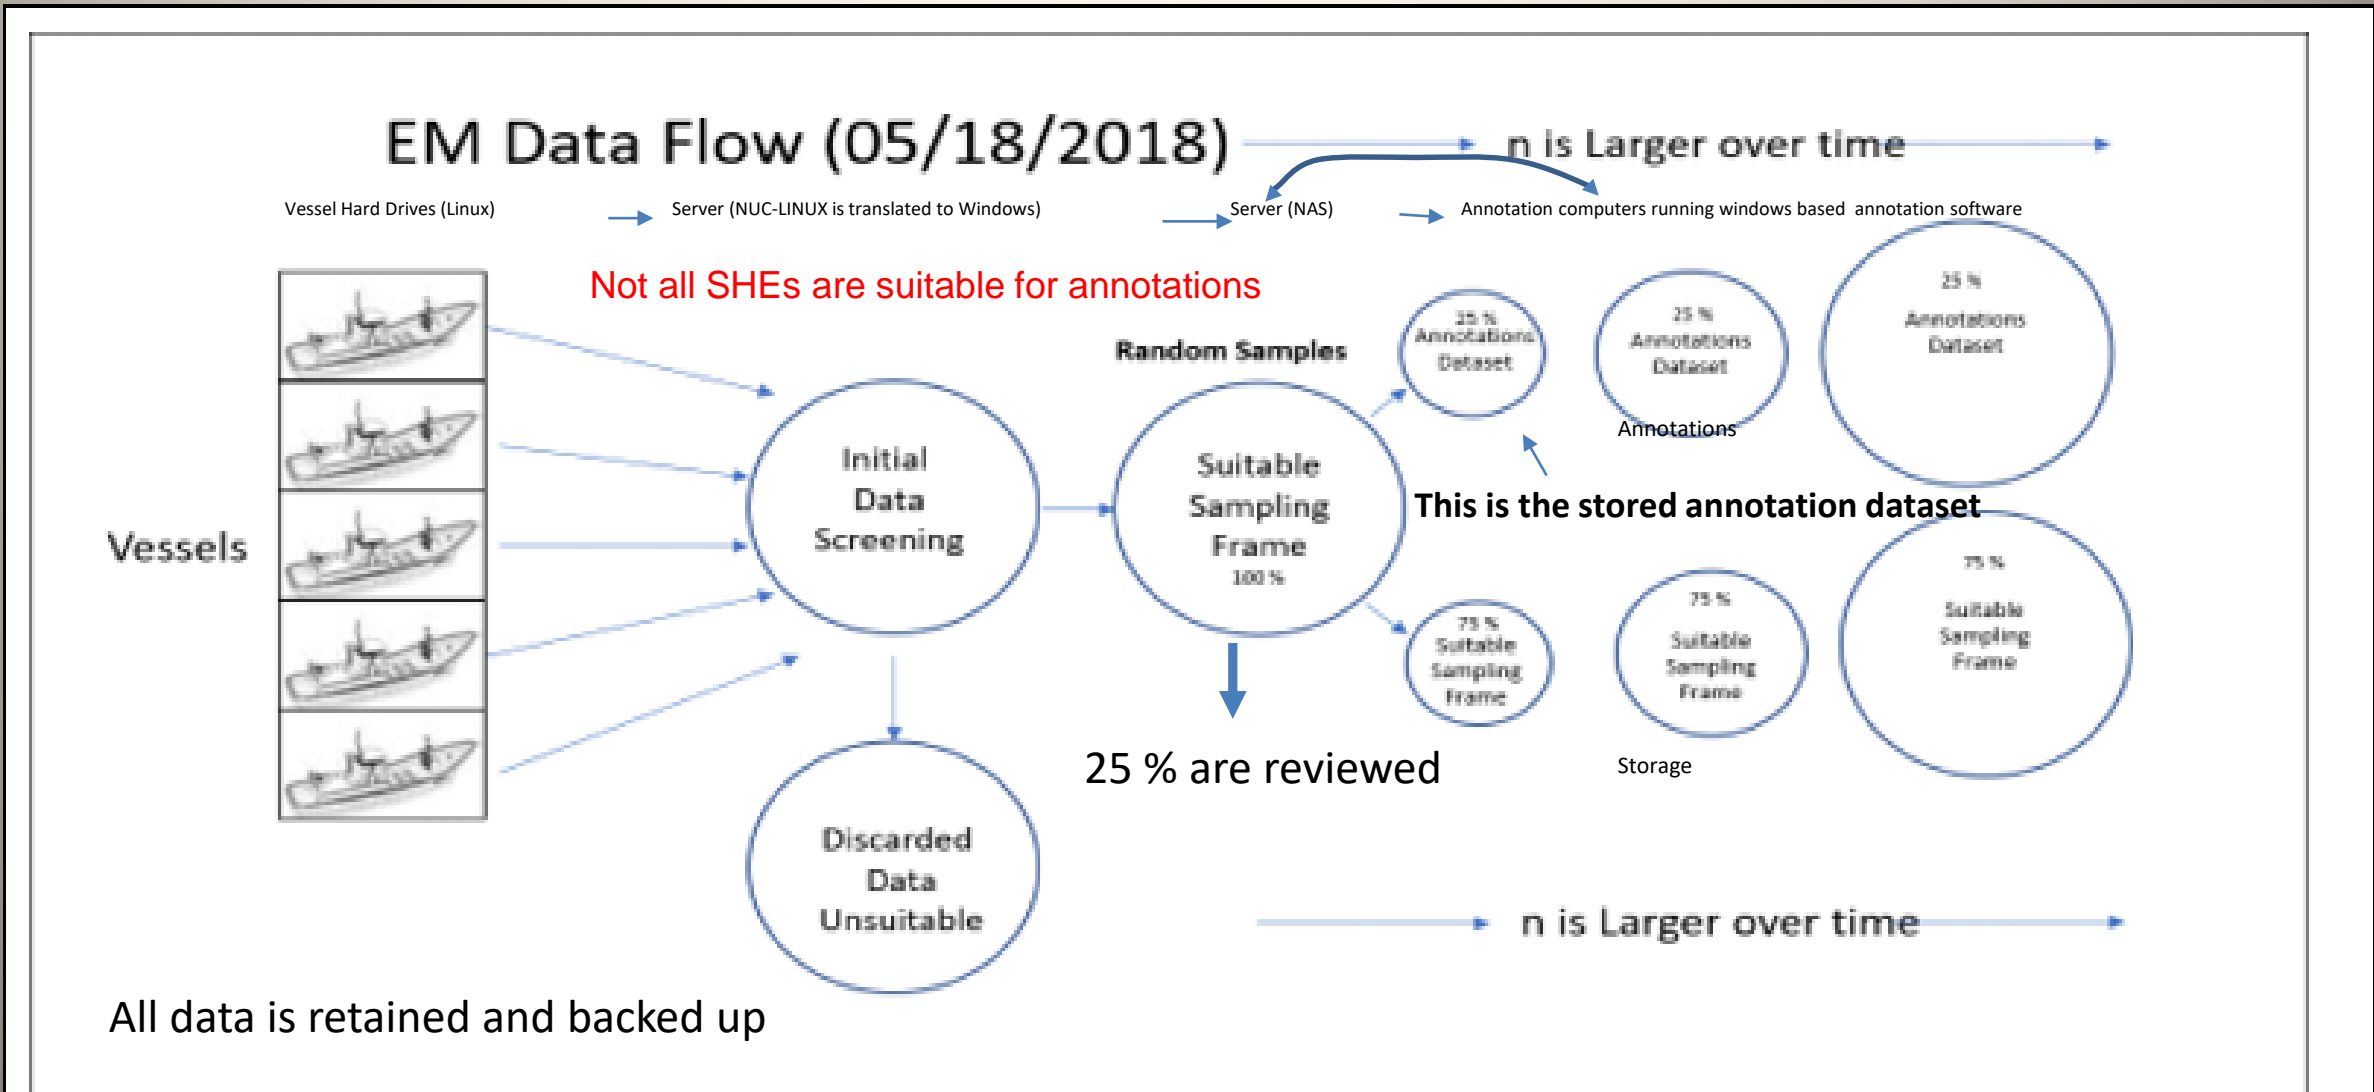 EM Data Flow (05/18/2018)
n is Larger over time
Vessel Hard Drives (Linux)
Server (NUC-LINUX is translated to Windows)
Server (NAS)
Annotation computers running windows based annotation software
Not all SHEs are suitable for annotations
Random Samples
Vessels
Initial
Data
Screening
Suitable
Sampling
Frame
100 %
25 %
Annotations
Dataset
25 %
Annotations
Dataset
25 %
Annotations
Dataset
Annotations
This is the stored annotation dataset
75 %
Suitable
Sampling
Frame
75 %
Suitable
Sampling
Frame
75 %
Suitable
Sampling
Frame
Storage
25 % are reviewed
Discarded
Data
Unsuitable
n is Larger over time
All data is retained and backed up